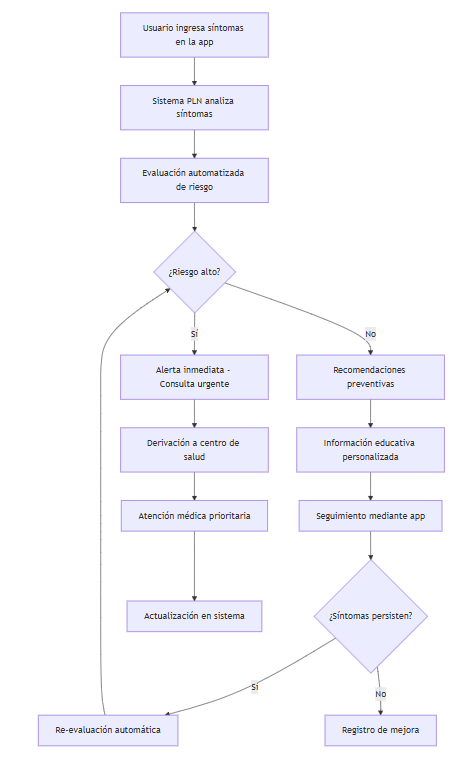 Usuario ingresa síntomas
en la app
Sistema PLN analiza
síntomas
Evaluación automatizada
de riesgo
¿Riesgo alto?
Sí
No
Alerta inmediata -
Consulta urgente
Recomendaciones
preventivas
Derivación a centro de
salud
Información educativa
personalizada
Atención médica prioritaria
Seguimiento mediante app
Actualización en sistema
¿Síntomas persisten?
Sí
No
Re-evaluación automática
Registro de mejora